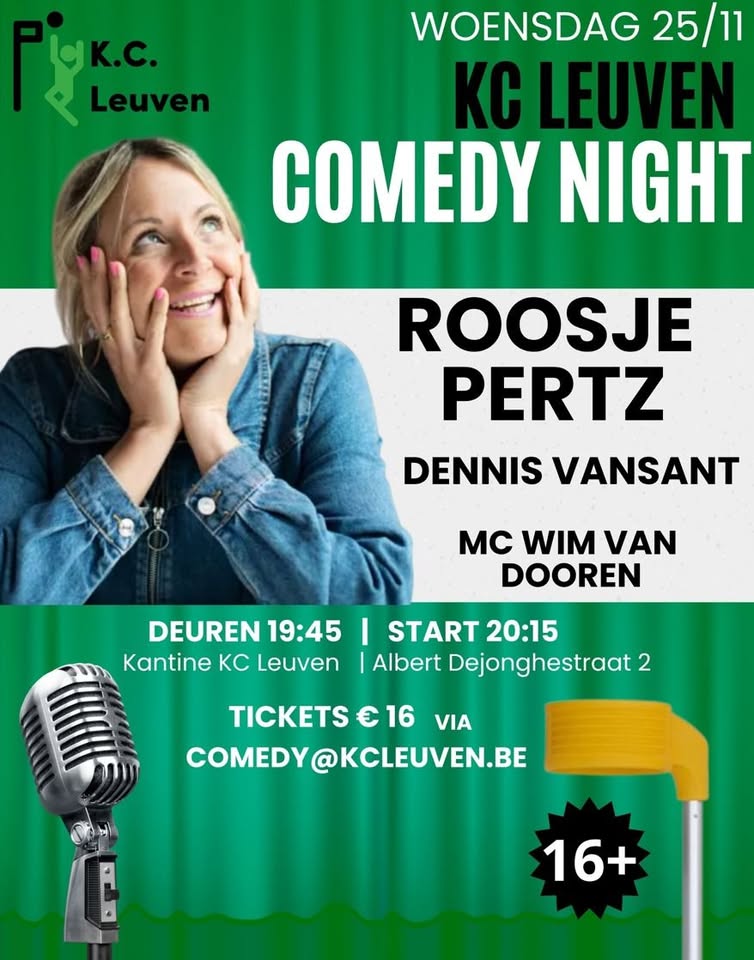 K.C.
Leuven
WOENSDAG 25/11
KC LEUVEN
COMEDY NIGHT
ROOSJE
PERTZ
DENNIS VANSANT
MC WIM VAN
DOOREN
DEUREN 19:45 | START 20:15
Kantine KC Leuven | Albert Dejonghestraat 2
TICKETS € 16 VIA
COMEDY@KCLEUVEN.BE
16+